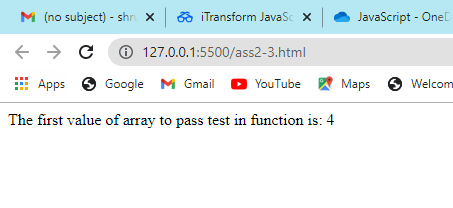 (no subject) - shr
iTransform JavaSc
JavaScript - OneD
127.0.0.1:5500/ass2-3.html
Apps Google Gmail YouTube Maps Welcom
The first value of array to pass test in function is: 4